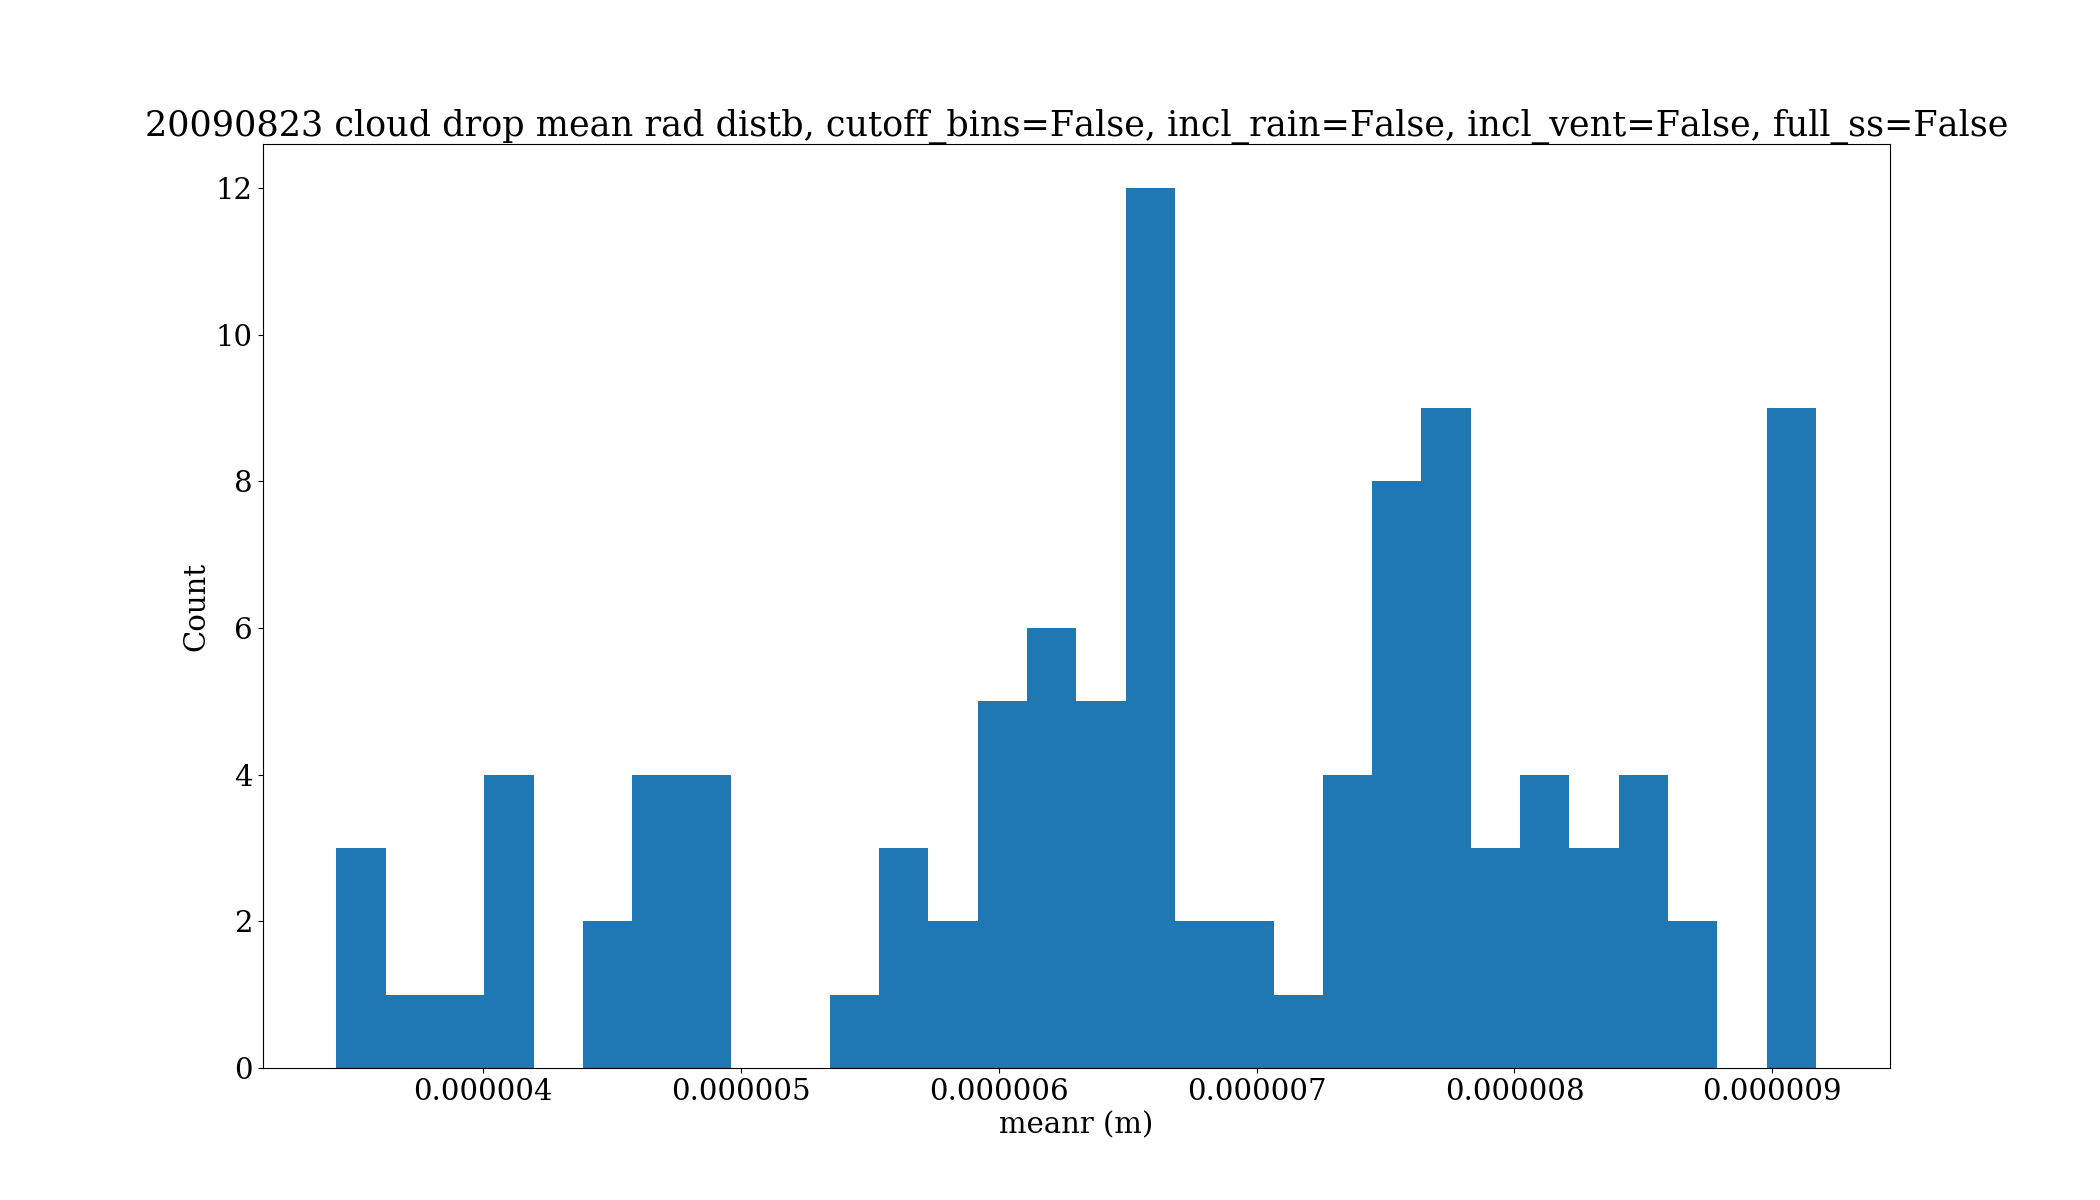 20090823 cloud drop mean rad distb, cutoff_bins=False, incl_rain=False, incl_vent=False, full_ss=False
12
10
8
6
4
2
0
Count
0.000004 0.000005 0.000006 0.000007 0.000008 0.000009
meanr (m)